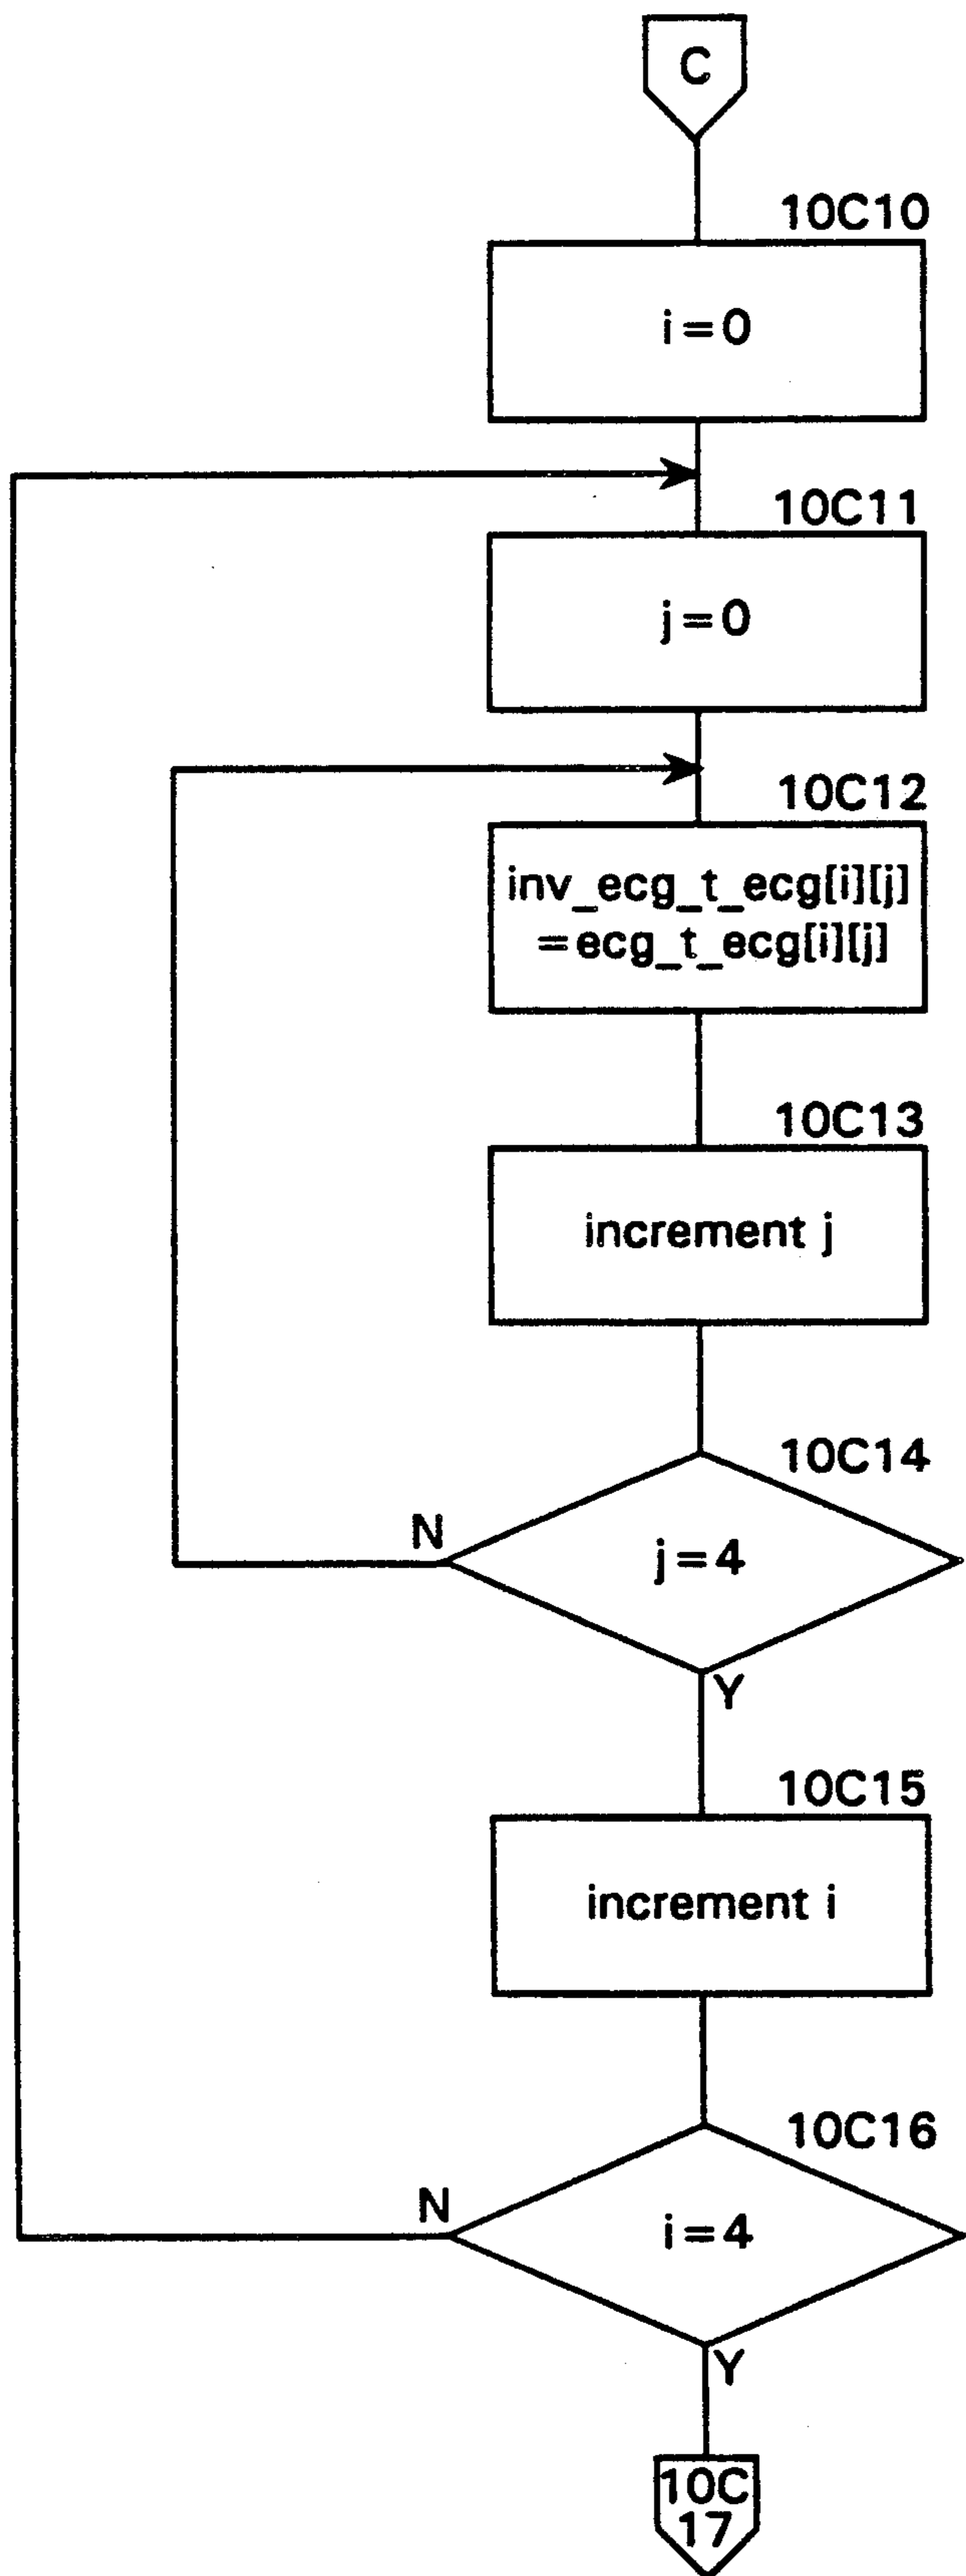 C
10C10
i=0
10C11
j=0
10C12
inv_ecg_t_ecg[i][j]
=ecg_t_ecg[i][j]
10C13
increment j
10C14
N
j=4
Y
10C15
increment i
10C16
N
i=4
Y
10C
17